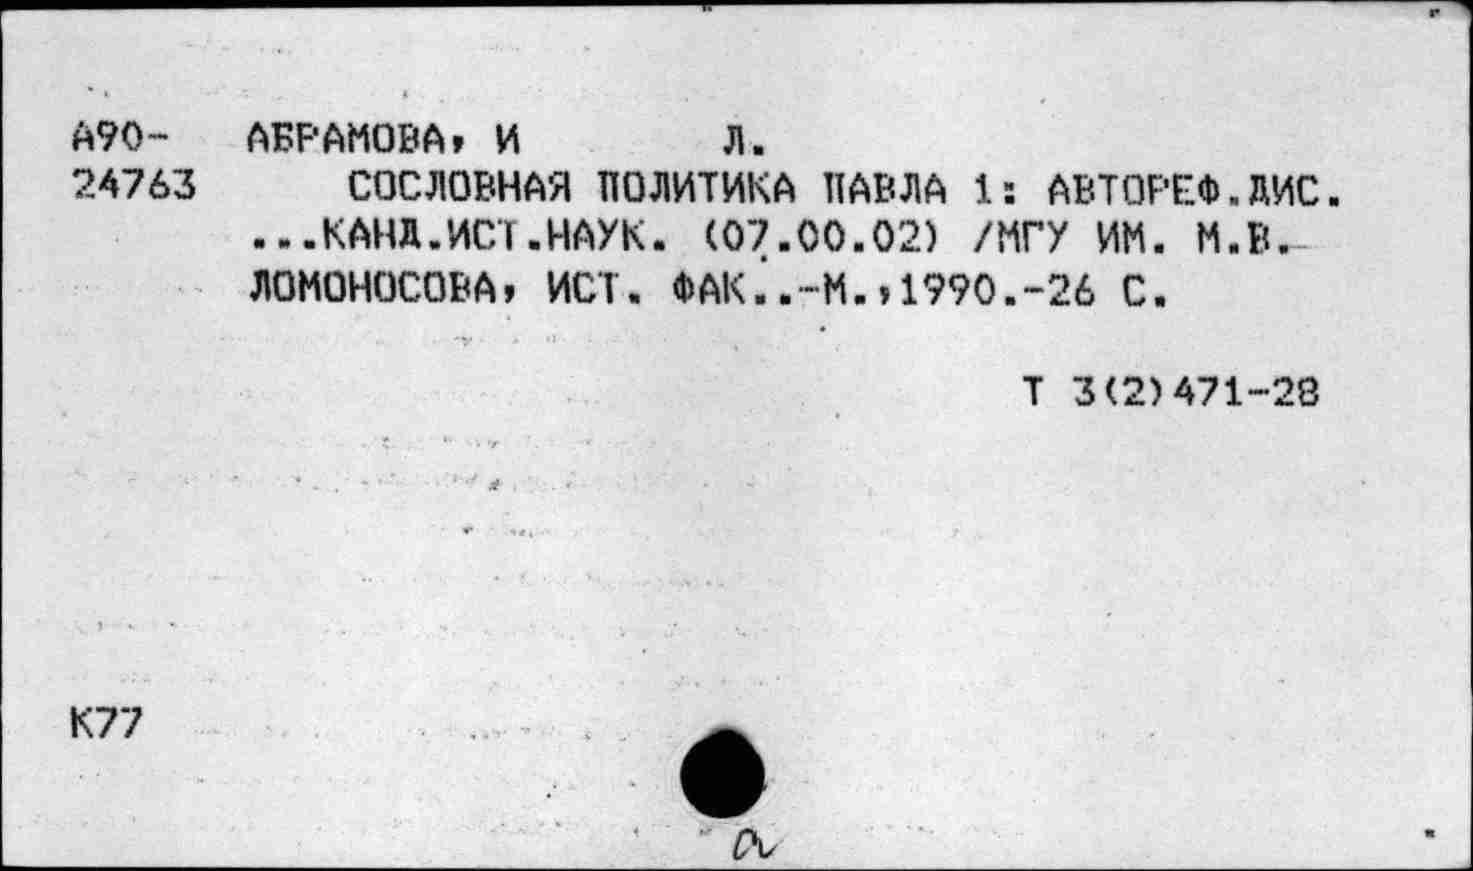 А90- АБРАМОВА, И Л.
24763 СОСЛОВНАЯ ПОЛИТИКА ПАВЛА 1: АВТОРЕФ.ДИС.
...КАНД.ИСТ.НАУК. (07.00.02) /МГУ ИМ. М.В.
ЛОМОНОСОВА, ИСТ. ФАК..-М.,1990.-26 С.
Т 3(2)471-28
К77